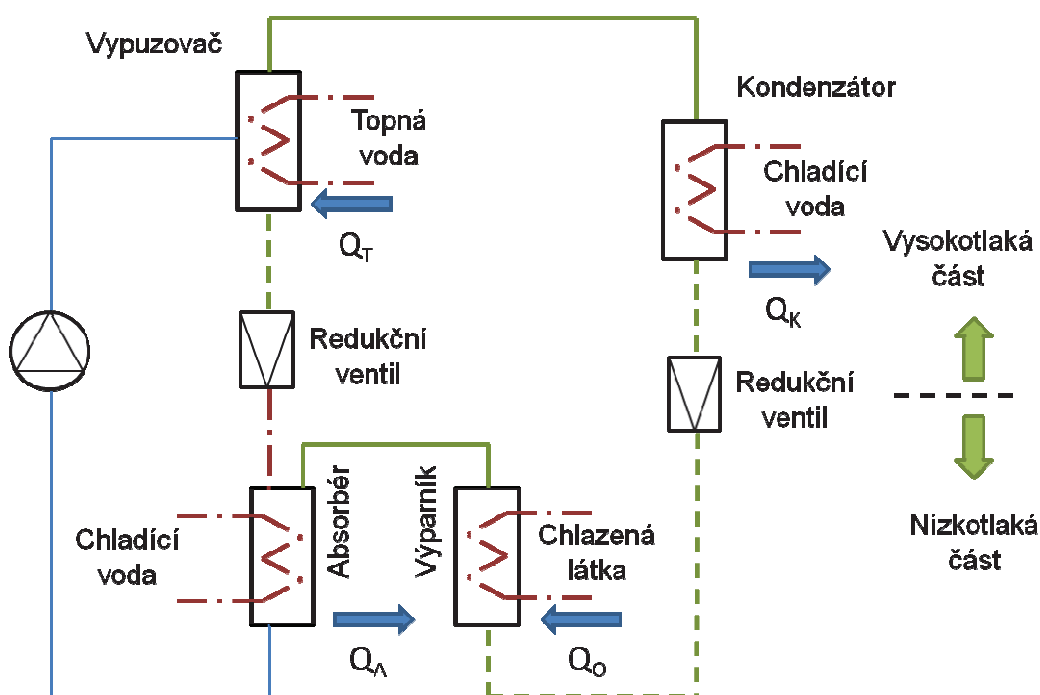 Vypuzovač
Kondenzátor
Topná
voda
Chladící
voda
Q_T
Vysokotlaká
část
Q_K
Redukční
ventil
Redukční
ventil
Absorbér
Výparník
Chladící
voda
Chlazená
látka
Nízkotlaká
část
Q_A
Q_O